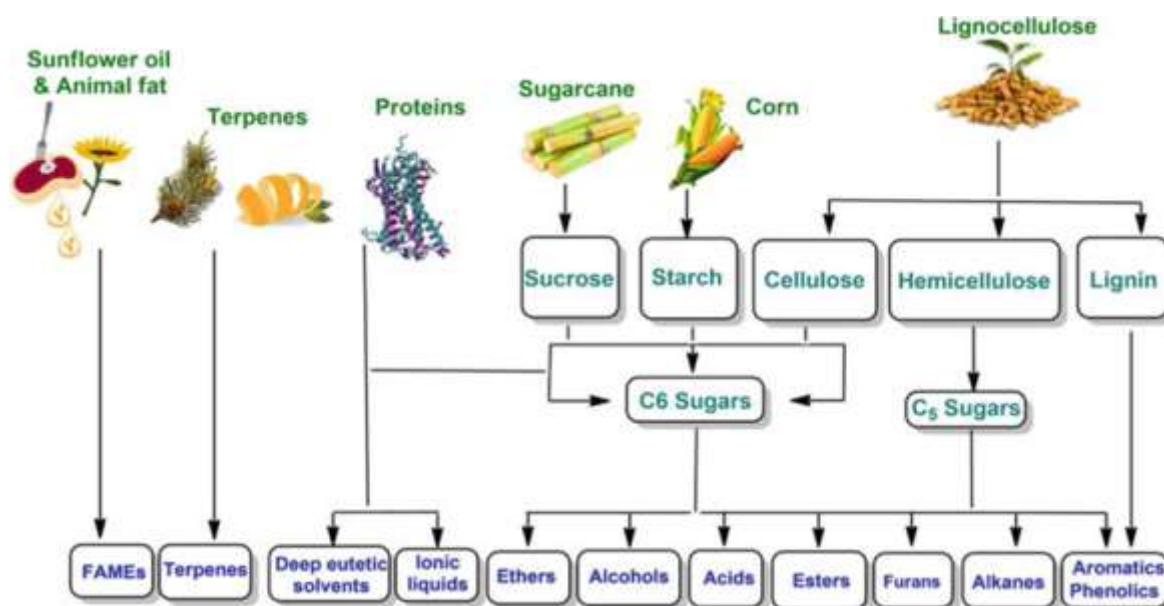 Lignocellulose
Sunflower oil
& Animal fat
Terpenes
Proteins
Sugarcane
Corn
Sucrose
Starch
Cellulose
Hemicellulose
Lignin
C6 Sugars
C₅ Sugars
FAMEs
Terpenes
Deep eutetic
solvents
Ionic
liquids
Ethers
Alcohols
Acids
Esters
Furans
Alkanes
Aromatics
Phenolics